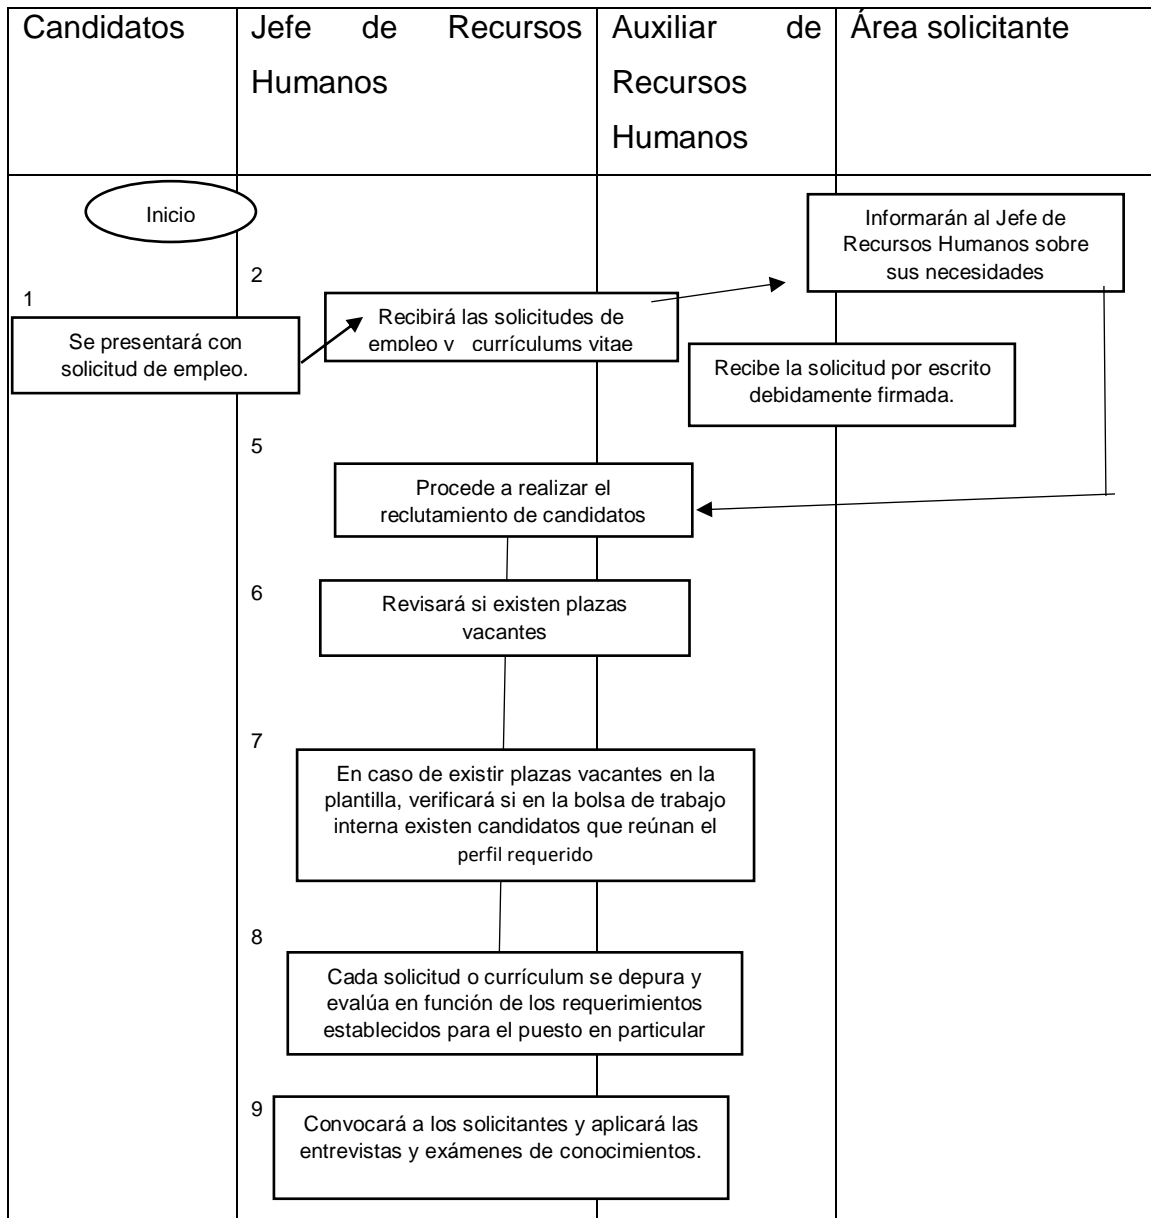 Candidatos
Jefe de Recursos
Humanos
Auxiliar de
Recursos
Humanos
Área solicitante
Inicio
Informarán al Jefe de
Recursos Humanos sobre
sus necesidades
1
Se presentará con
solicitud de empleo.
2
Recibirá las solicitudes de
empleo y currículums vitae
Recibe la solicitud por escrito
debidamente firmada.
5
Procede a realizar el
reclutamiento de candidatos
6
Revisará si existen plazas
vacantes
7
En caso de existir plazas vacantes en la
plantilla, verificará si en la bolsa de trabajo
interna existen candidatos que reúnan el
perfil requerido
8
Cada solicitud o currículum se depura y
evalúa en función de los requerimientos
establecidos para el puesto en particular
9
Convocará a los solicitantes y aplicará las
entrevistas y exámenes de conocimientos.